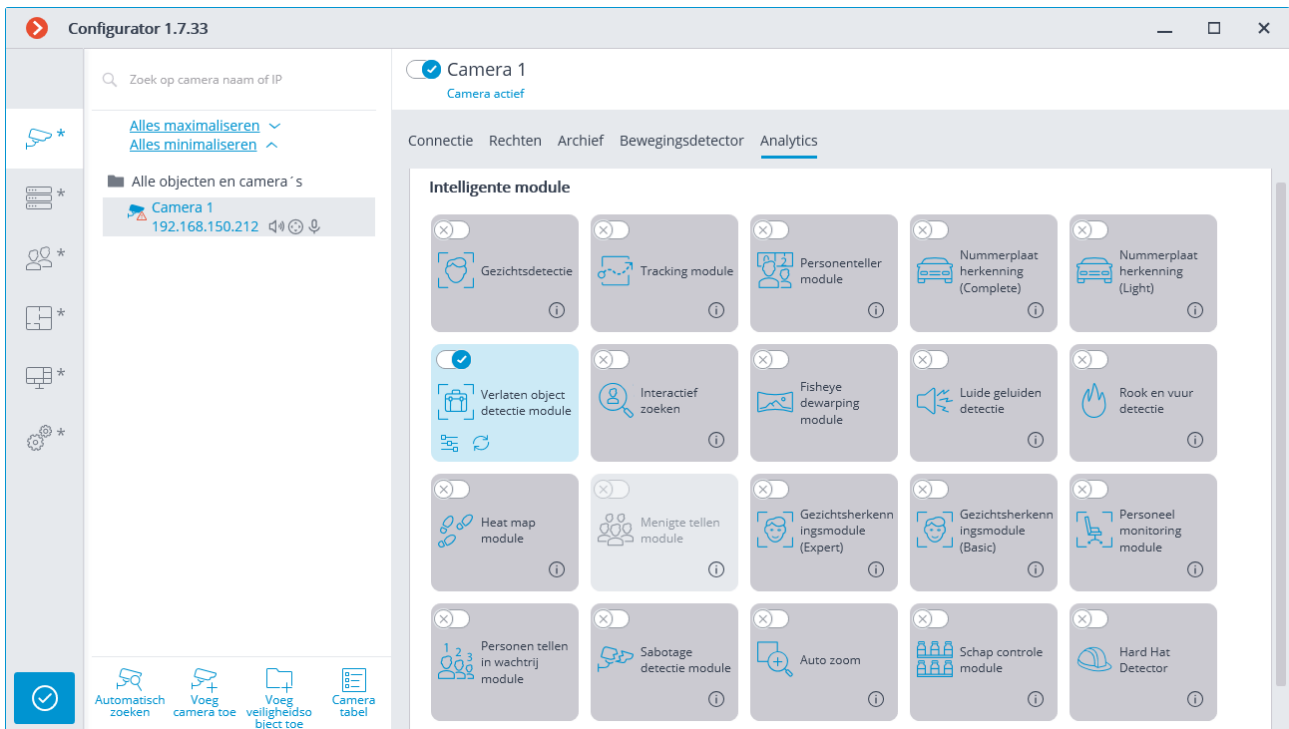 Configurator 1.7.33
Zoek op camera naam of IP
Alles maximaliseren
Alles minimaliseren
Alle objecten en camera´s
Camera 1
192.168.150.212
Automatisch
zoeken
Voeg
camera toe
Voeg
veiligheidso
bject toe
Camera
tabel
Camera 1
Camera actief
Connectie Rechten Archief Bewegingsdetector Analytics
Intelligente module
Gezichtsdetectie
Tracking module
Personenteller
module
Nummerplaat
herkenning
(Complete)
Nummerplaat
herkenning
(Light)
Verlaten object
detectie module
Interactief
zoeken
Fisheye
dewarping
module
Luide geluiden
detectie
Rook en vuur
detectie
Heat map
module
Menigte tellen
module
Gezichtsherkenn
ingsmodule
(Expert)
Gezichtsherkenn
ingsmodule
(Basic)
Personeel
monitoring
module
Personen tellen
in wachtrij
module
Sabotage
detectie module
Auto zoom
Schap controle
module
Hard Hat
Detector